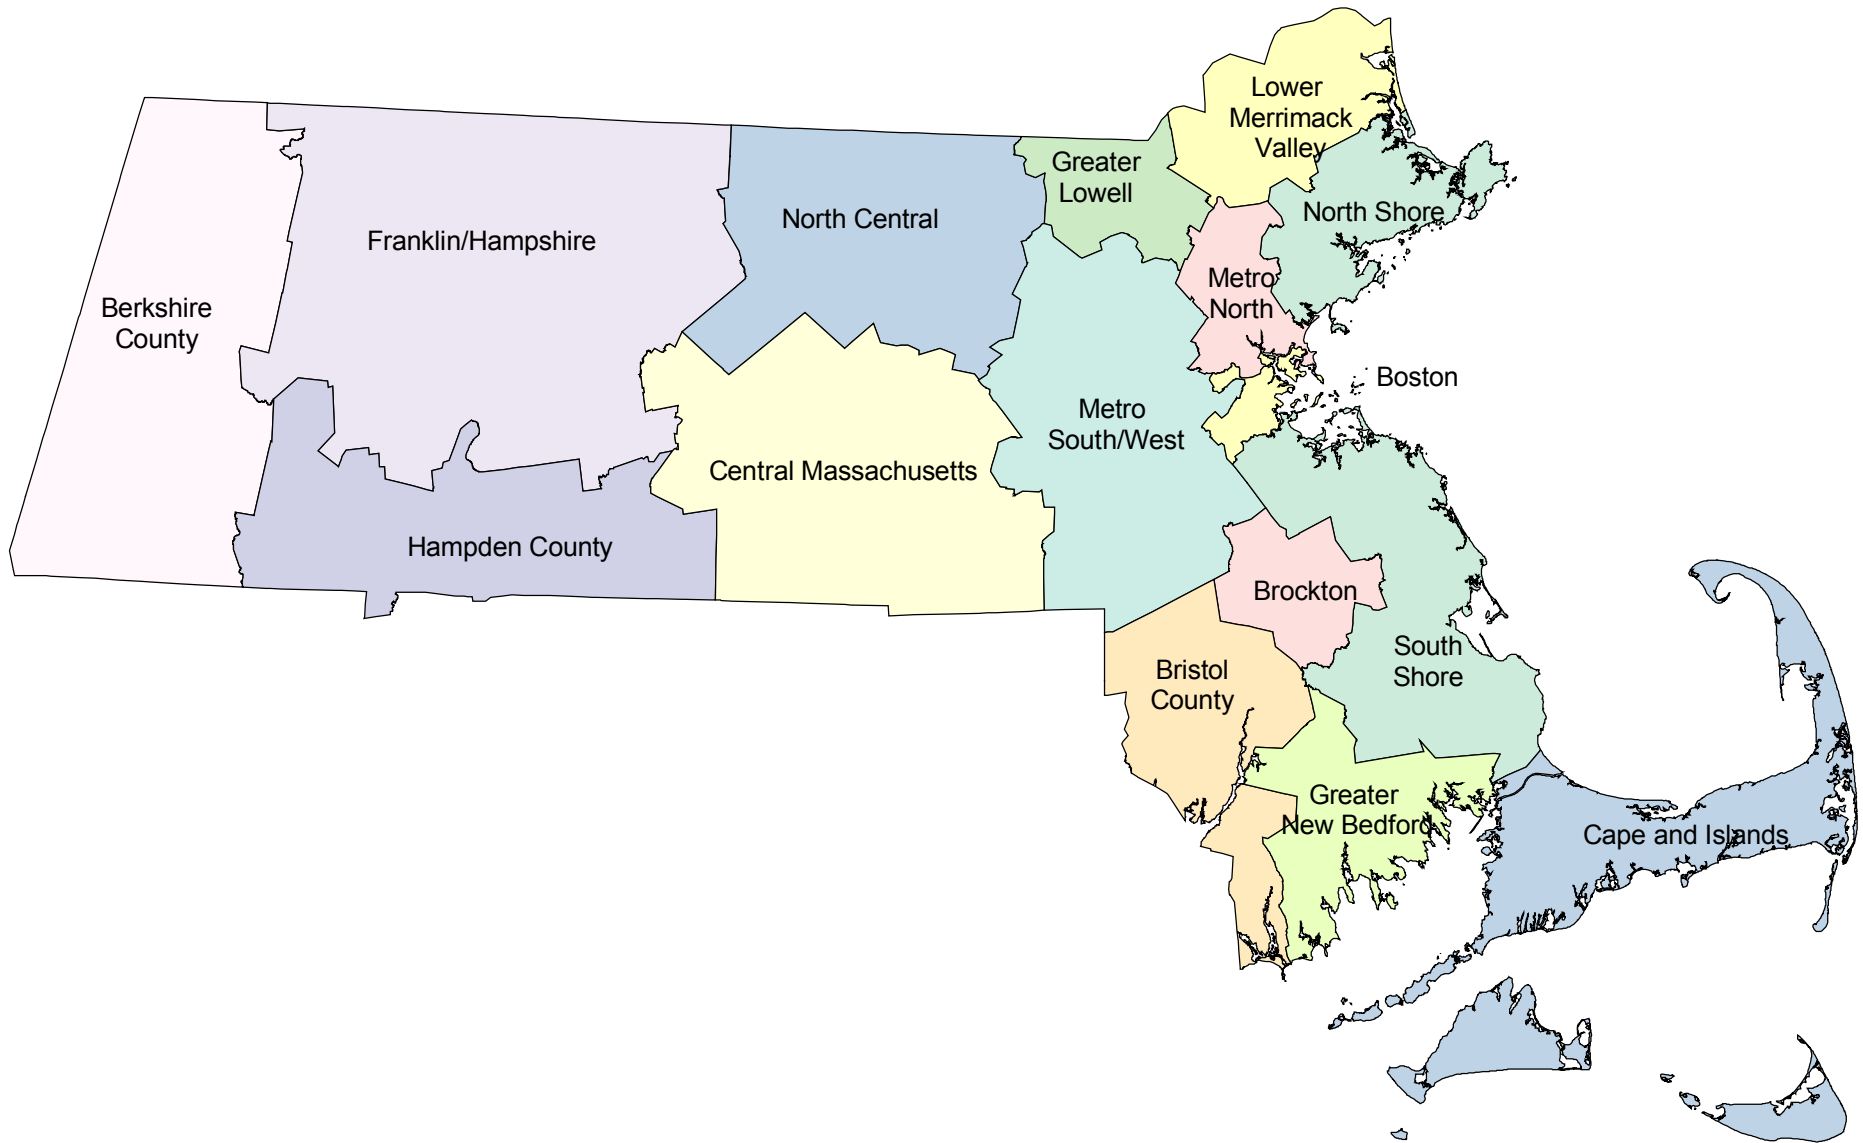 Lower
Merrimack
Valley
Greater
Lowell
North Central
North Shore
Franklin/Hampshire
Metro
North
Berkshire
County
Boston
Metro
South/West
Central Massachusetts
Hampden County
Brockton
South
Shore
Bristol
County
Greater
New Bedford
Cape and Islands